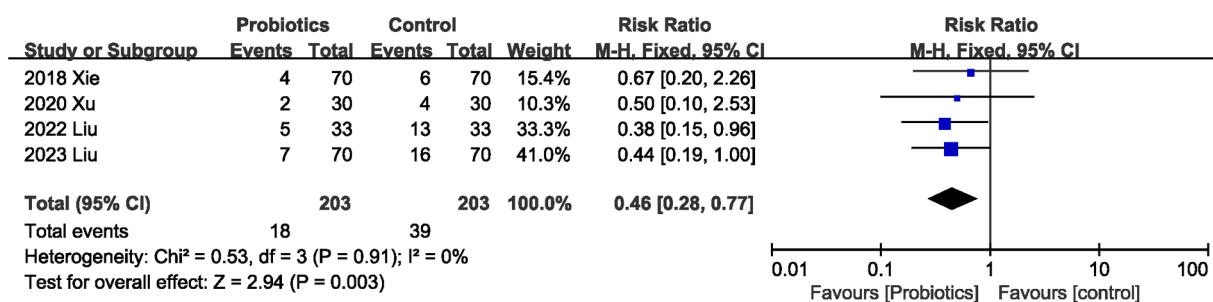 Probiotics Control Risk Ratio Risk Ratio
Study or Subgroup Events Total Events Total Weight M-H, Fixed, 95% CI M-H, Fixed, 95% CI
2018 Xie 4 70 6 70 15.4% 0.67 [0.20, 2.26]
2020 Xu 2 30 4 30 10.3% 0.50 [0.10, 2.53]
2022 Liu 5 33 13 33 33.3% 0.38 [0.15, 0.96]
2023 Liu 7 70 16 70 41.0% 0.44 [0.19, 1.00]
Total (95% CI) 203 203 100.0% 0.46 [0.28, 0.77]
Total events 18 39
Heterogeneity: Chi² = 0.53, df = 3 (P = 0.91); I² = 0%
Test for overall effect: Z = 2.94 (P = 0.003)
0.01 0.1 1 10 100
Favours [Probiotics] Favours [control]